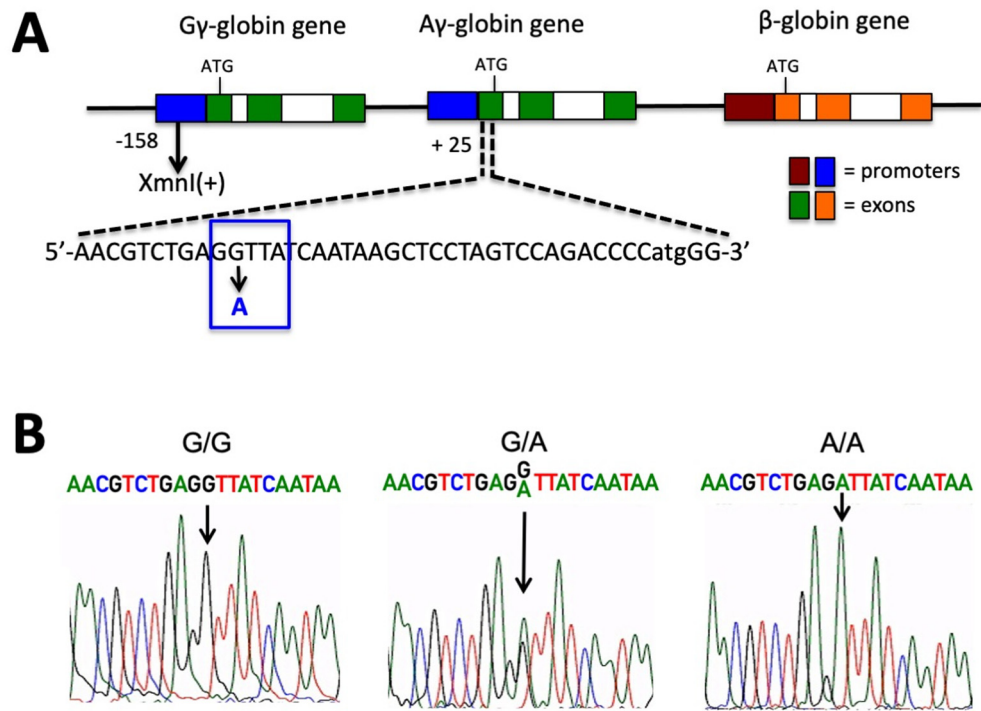 A
Gγ-globin gene Aγ-globin gene β-globin gene
ATG ATG ATG
-158 + 25
XmnI(+)
= promoters
= exons
5’-AACGTCTGAGGTTATCAATAAGCTCCTAGTCCAGACCCCatgGG-3’
A
B
G/G G/A A/A
AACGTCTGAGGTTATCAATAA AACGTCTGAGGATTATCAATAA AACGTCTGAGATTATCAATAA